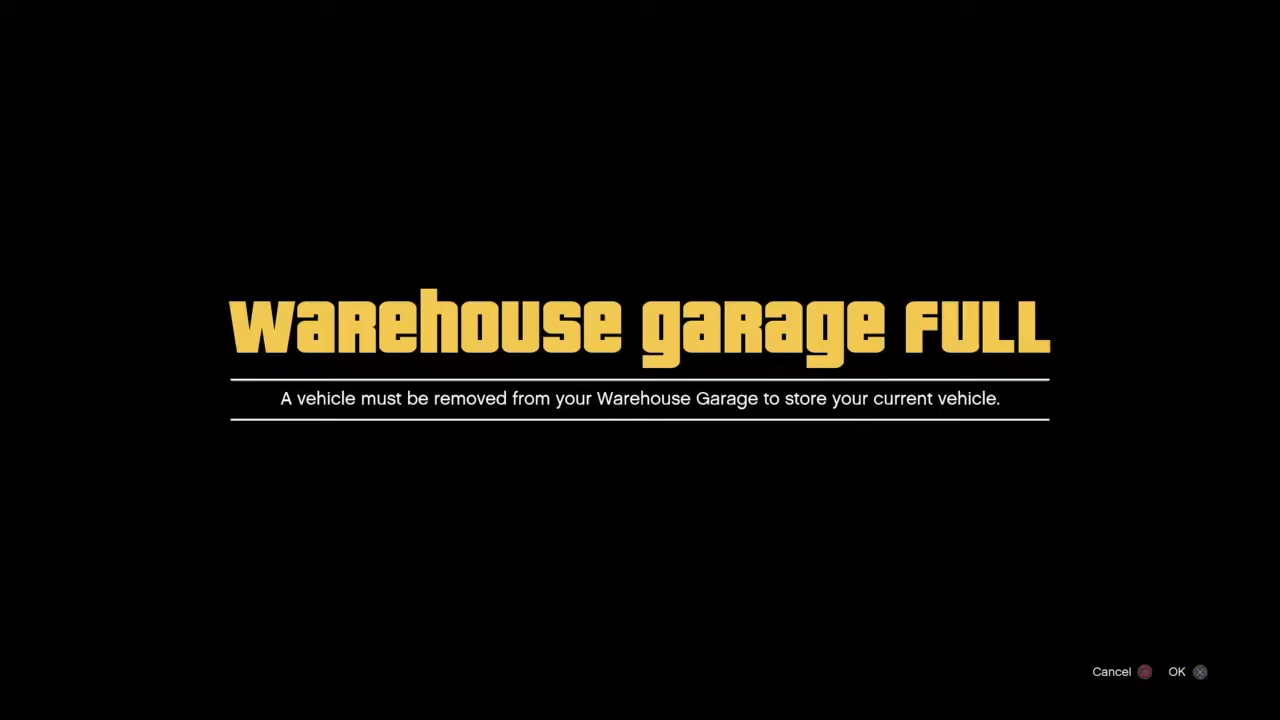 warehouse garage FULL
A vehicle must be removed from your Warehouse Garage to store your current vehicle.
Cancel OK